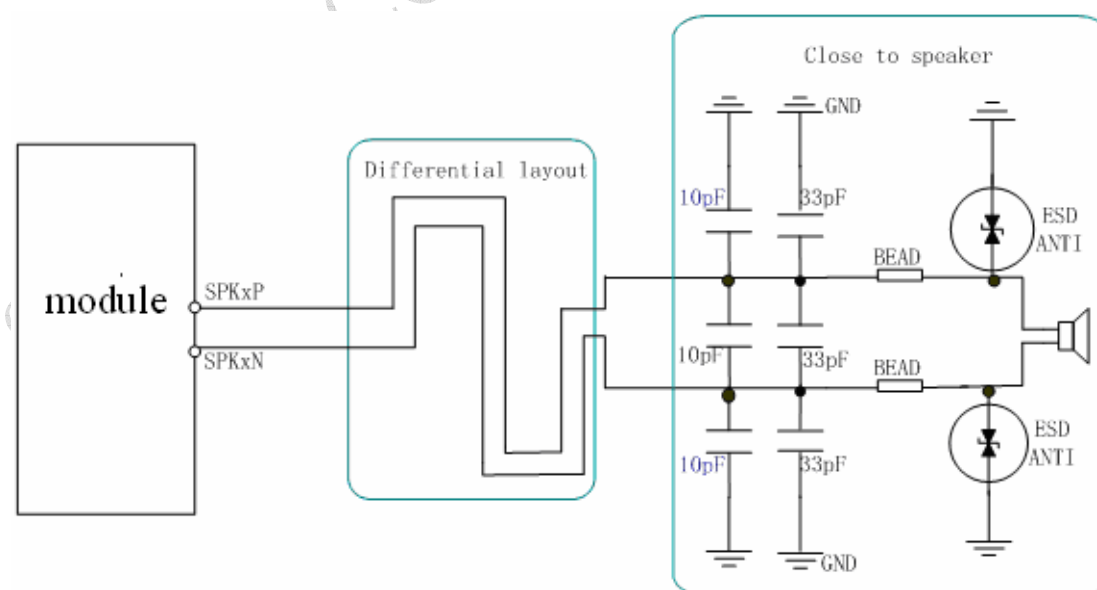 Close to speaker
GND
Differential layout
10pF
33pF
ESD
ANTI
BEAD
module
SPKxP
SPKxN
10pF
33pF
BEAD
10pF
33pF
ESD
ANTI
GND